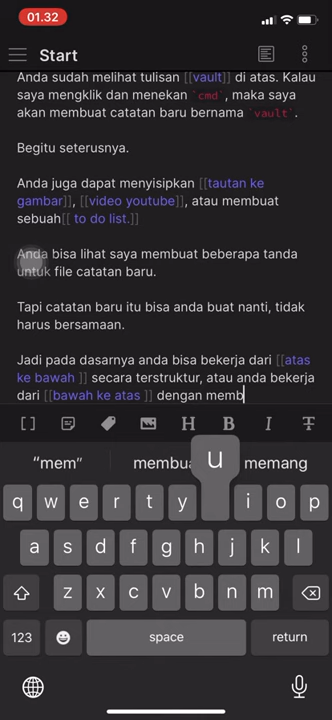 01.32
Start
Anda sudah melihat tulisan [[vault]] di atas. Kalau
saya mengklik dan menekan `cmd`, maka saya
akan membuat catatan baru bernama `vault`.
Begitu seterusnya.
Anda juga dapat menyisipkan [[tautan ke
gambar]], [[video youtube]], atau membuat
sebuah[[ to do list.]]
Anda bisa lihat saya membuat beberapa tanda
untuk file catatan baru.
Tapi catatan baru itu bisa anda buat nanti, tidak
harus bersamaan.
Jadi pada dasarnya anda bisa bekerja dari [[atas
ke bawah ]] secara terstruktur, atau anda bekerja
dari [[bawah ke atas ]] dengan memb
[] H B I T
“mem” membua memang
u
q w e r t y i o p
a s d f g h j k l
z x c v b n m
123 space return